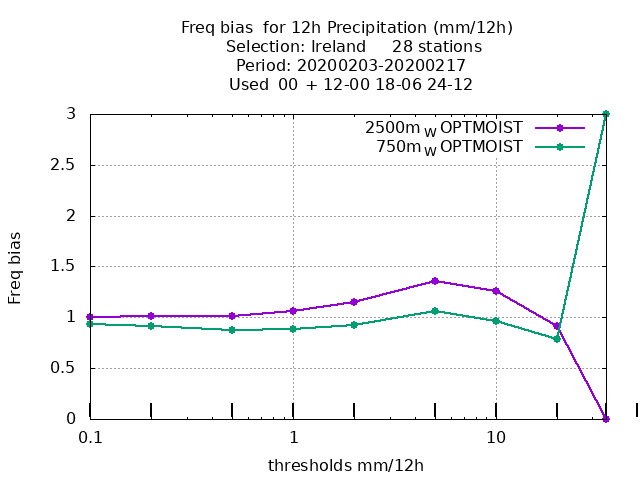 Freq bias  for 12h Precipitation (mm/12h)
Selection: Ireland     28 stations
Period: 20200203-20200217
Used  00 + 12-00 18-06 24-12
2500m W OPTMOIST
750m W OPTMOIST
3
2.5
2
1.5
1
0.5
0
Freq bias
0.1 1 10
thresholds mm/12h